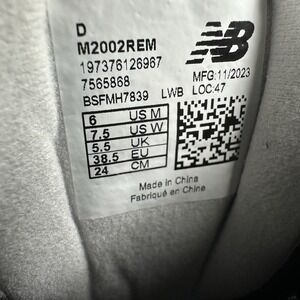 D
M2002REM
197376126967
7565868
BSFMH7839 LWB
NB
MFG:11/2023
LOC:47
6 US M
7.5 US W
5.5 UK
38.5 EU
24 CM
Made in China
Fabriqué en Chine